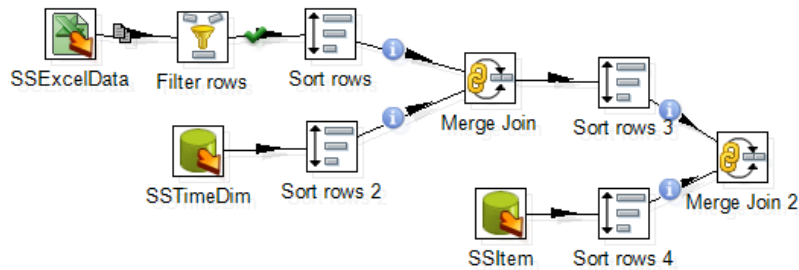 SSExcelData
Filter rows
Sort rows
Merge Join
Sort rows 3
SSTimeDim
Sort rows 2
Merge Join 2
SSItem
Sort rows 4